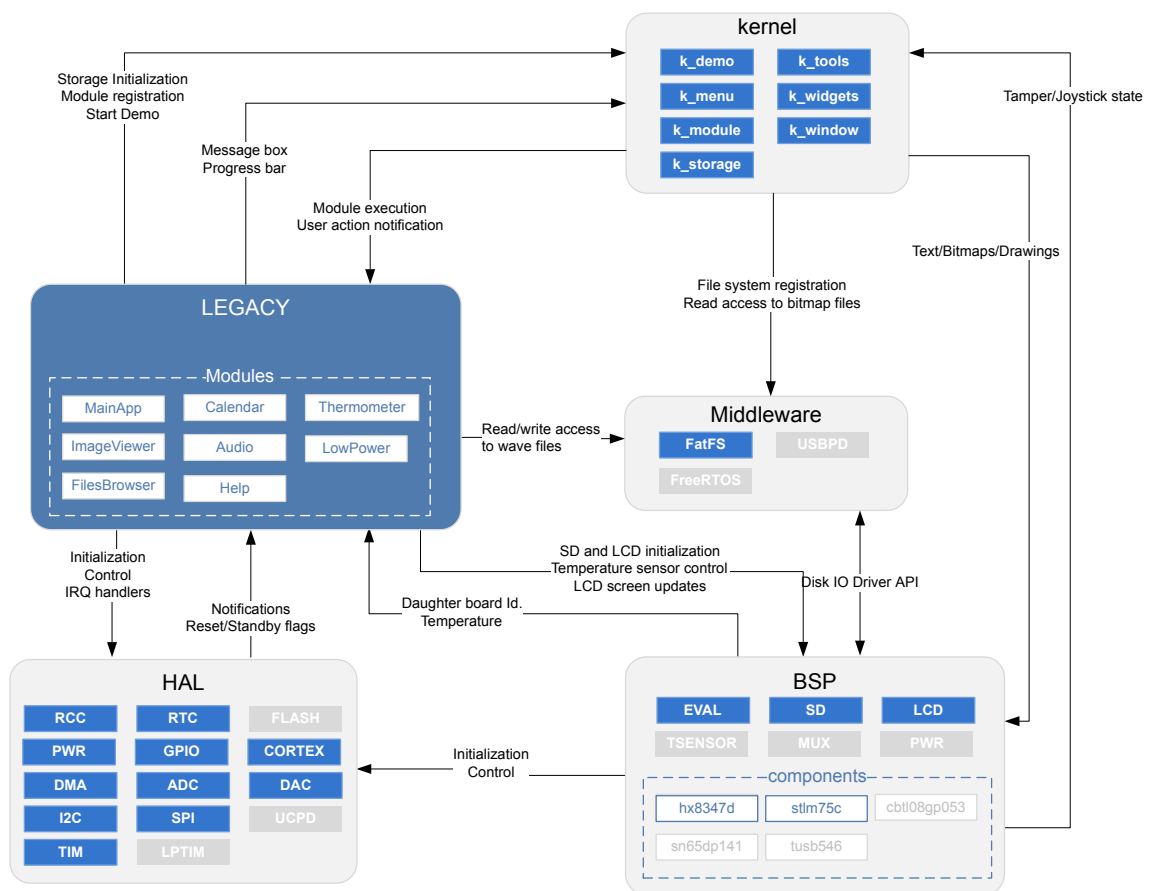 kernel
k_demo
k_tools
k_menu
k_widgets
k_module
k_window
k_storage
Storage Initialization
Module registration
Start Demo
Message box
Progress bar
Module execution
User action notification
Tamper/Joystick state
Text/Bitmaps/Drawings
File system registration
Read access to bitmap files
LEGACY
Modules
MainApp
Calendar
Thermometer
ImageViewer
Audio
LowPower
FilesBrowser
Help
Read/write access
to wave files
Middleware
FatFS
USBPD
FreeRTOS
Initialization
Control
IRQ handlers
Notifications
Reset/Standby flags
SD and LCD initialization
Temperature sensor control
LCD screen updates
Daughter board Id.
Temperature
Disk IO Driver API
HAL
RCC
RTC
FLASH
PWR
GPIO
CORTEX
DMA
ADC
DAC
I2C
SPI
UCPD
TIM
LPTIM
Initialization
Control
BSP
EVAL
SD
LCD
TSENSOR
MUX
PWR
components
hx8347d
stlm75c
cbtl08gp053
sn65dp141
tusb546